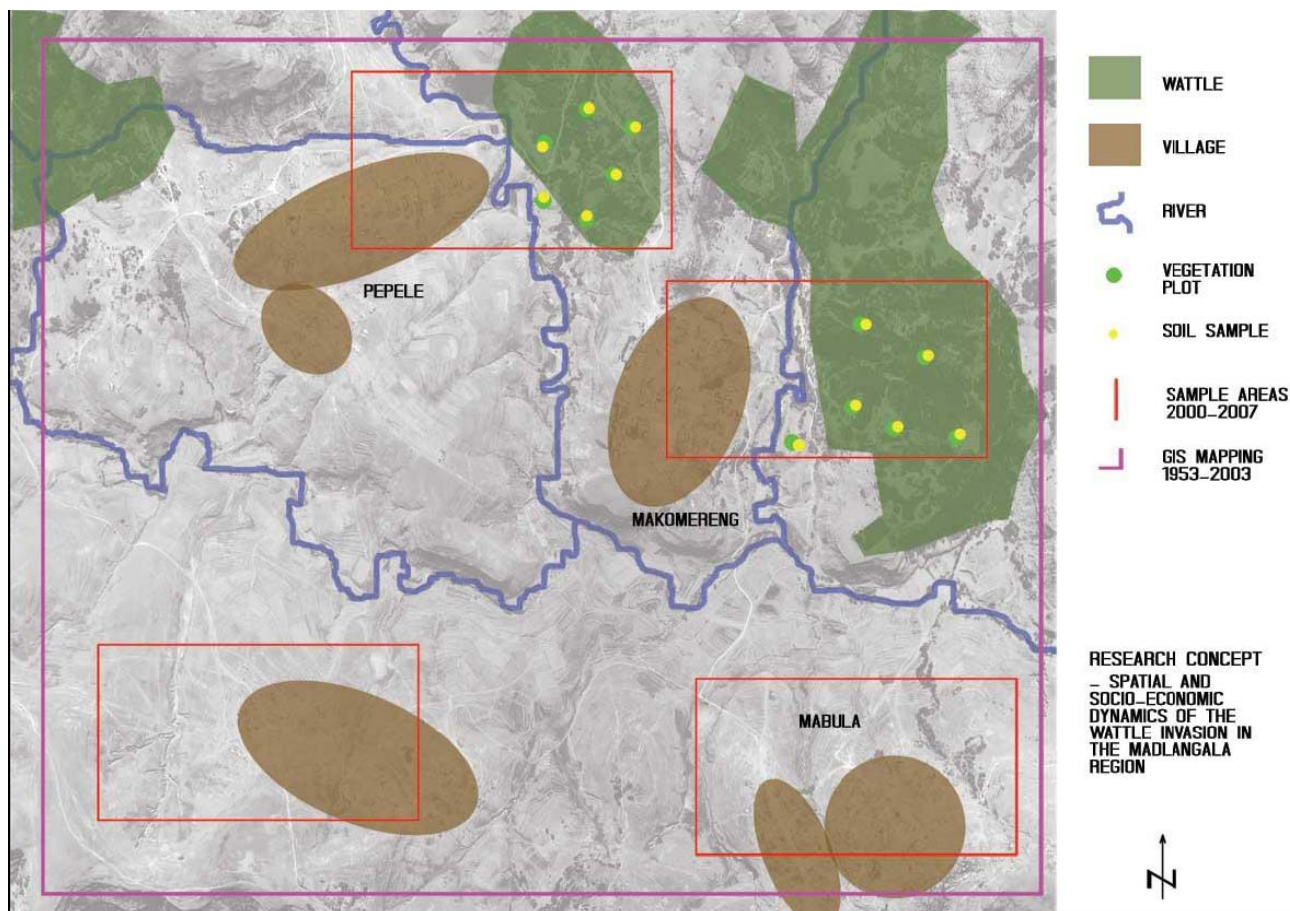 PEPELE
MAKOMERENG
MABULA
WATTLE
VILLAGE
RIVER
VEGETATION
PLOT
SOIL SAMPLE
SAMPLE AREAS
2000-2007
GIS MAPPING
1953-2003
RESEARCH CONCEPT
- SPATIAL AND
SOCIO-ECONOMIC
DYNAMICS OF THE
WATTLE INVASION IN
THE MADLANGALA
REGION
N